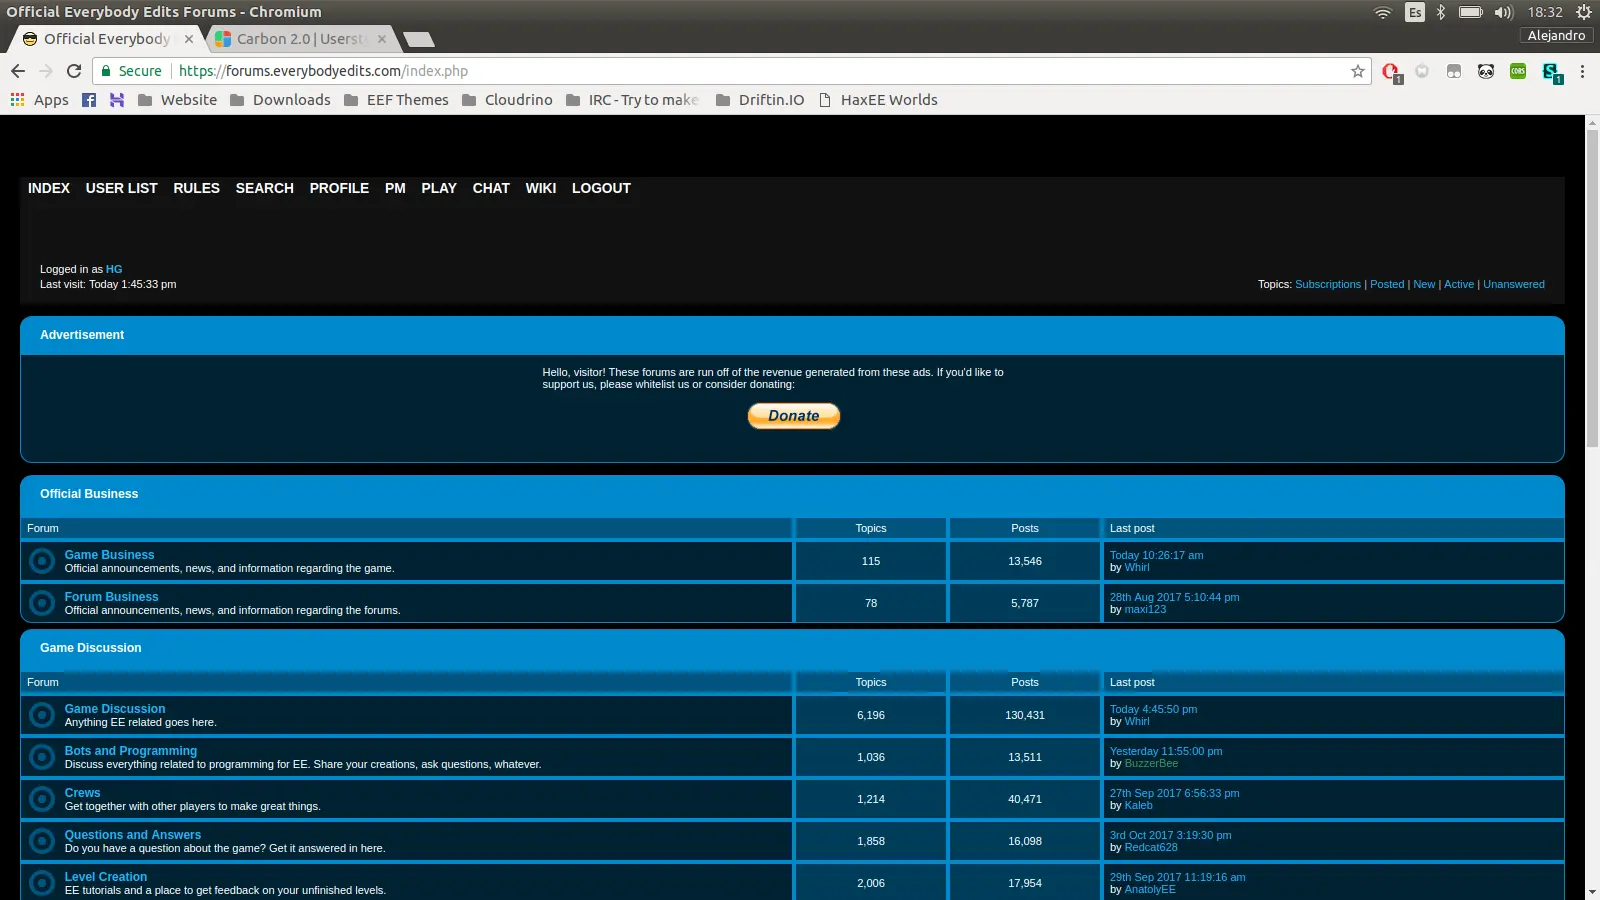 Official Everybody Edits Forums - Chromium
Es
18:32
Official Everybody
Carbon 2.0 | Userst
Alejandro
Secure
https://forums.everybodyedits.com/index.php
1
CORS
1
Apps
Website
Downloads
EEF Themes
Cloudrino
IRC - Try to make
Driftin.IO
HaxEE Worlds
INDEX USER LIST RULES SEARCH PROFILE PM PLAY CHAT WIKI LOGOUT
Logged in as HG
Last visit: Today 1:45:33 pm
Topics: Subscriptions | Posted | New | Active | Unanswered
Advertisement
Hello, visitor! These forums are run off of the revenue generated from these ads. If you'd like to
support us, please whitelist us or consider donating:
Donate
Official Business
Forum Topics Posts Last post
Game Business
Official announcements, news, and information regarding the game.
115
13,546
Today 10:26:17 am
by Whirl
Forum Business
Official announcements, news, and information regarding the forums.
78
5,787
28th Aug 2017 5:10:44 pm
by maxi123
Game Discussion
Forum Topics Posts Last post
Game Discussion
Anything EE related goes here.
6,196
130,431
Today 4:45:50 pm
by Whirl
Bots and Programming
Discuss everything related to programming for EE. Share your creations, ask questions, whatever.
1,036
13,511
Yesterday 11:55:00 pm
by BuzzerBee
Crews
Get together with other players to make great things.
1,214
40,471
27th Sep 2017 6:56:33 pm
by Kaleb
Questions and Answers
Do you have a question about the game? Get it answered in here.
1,858
16,098
3rd Oct 2017 3:19:30 pm
by Redcat628
Level Creation
EE tutorials and a place to get feedback on your unfinished levels.
2,006
17,954
29th Sep 2017 11:19:16 am
by AnatolyEE